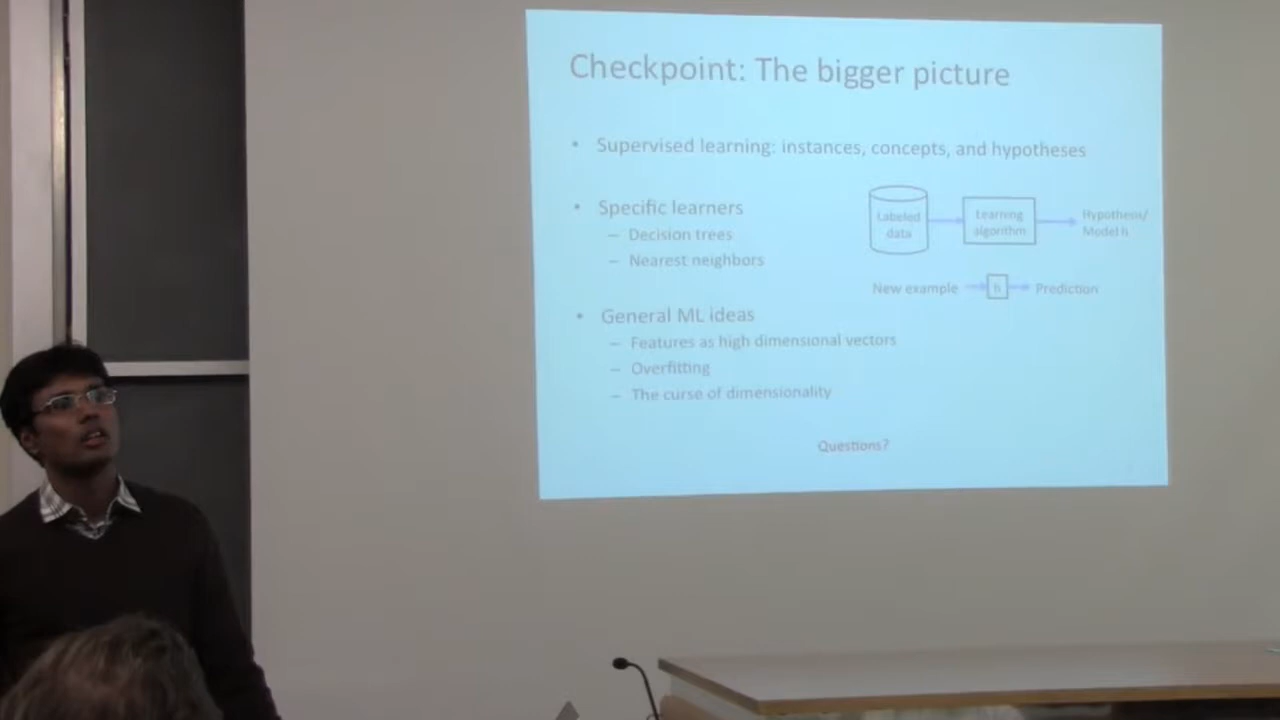 Checkpoint: The bigger picture
• Supervised learning: instances, concepts, and hypotheses
• Specific learners
– Decision trees
– Nearest neighbors
Labeled
data
Learning
algorithm
Hypothesis/
Model h
New example
h
Prediction
• General ML ideas
– Features as high dimensional vectors
– Overfitting
– The curse of dimensionality
Questions?